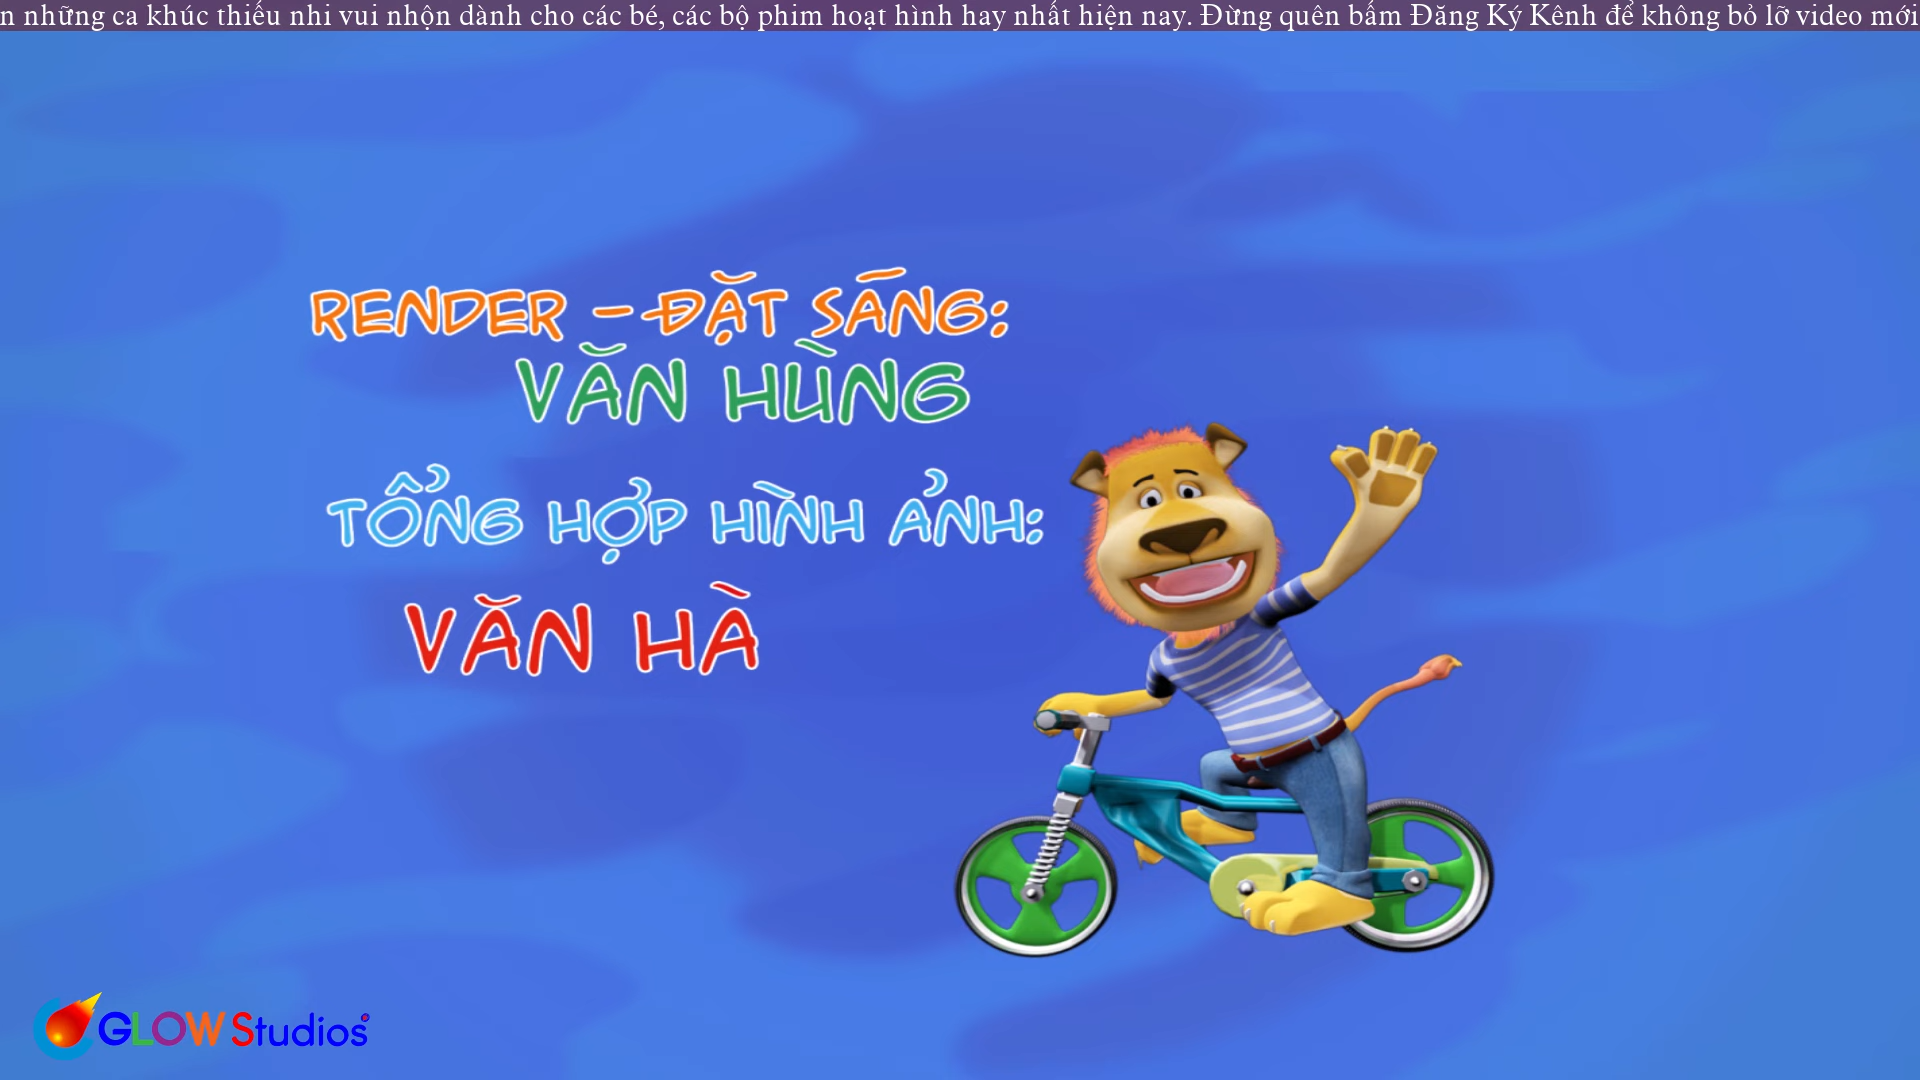 n những ca khúc thiếu nhi vui nhộn dành cho các bé, các bộ phim hoạt hình hay nhất hiện nay. Đừng quên bấm Đăng Ký Kênh để không bỏ lỡ video mới
RENDER - ĐẶT SÁNG:
VĂN HÙNG
TỔNG HỢP HÌNH ẢNH:
VĂN HÀ
GLOW Studios